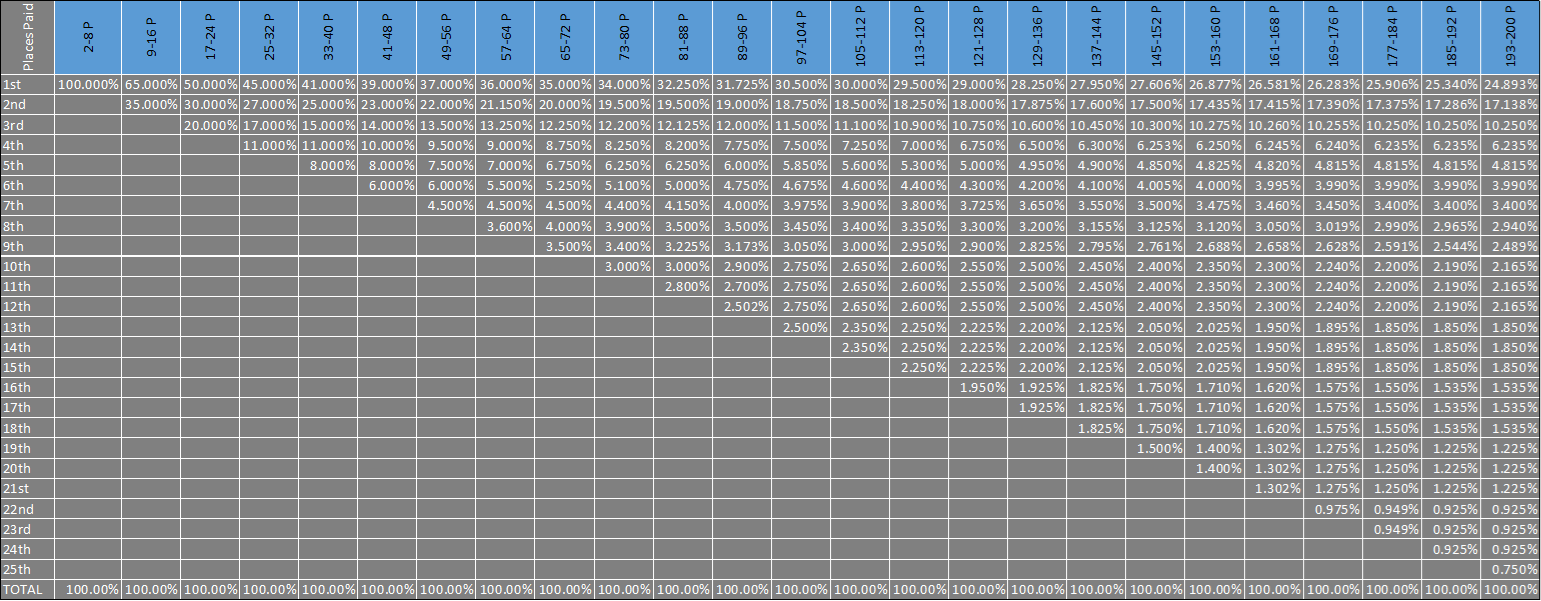 Places Paid 2-8 P 9-16 P 17-24 P 25-32 P 33-40 P 41-48 P 49-56 P 57-64 P 65-72 P 73-80 P 81-88 P 89-96 P 97-104 P 105-112 P 113-120 P 121-128 P 129-136 P 137-144 P 145-152 P 153-160 P 161-168 P 169-176 P 177-184 P 185-192 P 193-200 P
1st 100.000% 65.000% 50.000% 45.000% 41.000% 39.000% 37.000% 36.000% 35.000% 34.000% 32.250% 31.725% 30.500% 30.000% 29.500% 29.000% 28.250% 27.950% 27.606% 26.877% 26.581% 26.283% 25.906% 25.340% 24.893%
2nd 35.000% 30.000% 27.000% 25.000% 23.000% 22.000% 21.150% 20.000% 19.500% 19.500% 19.000% 18.750% 18.500% 18.250% 18.000% 17.875% 17.600% 17.500% 17.435% 17.415% 17.390% 17.375% 17.286% 17.138%
3rd 20.000% 17.000% 15.000% 14.000% 13.500% 13.250% 12.250% 12.200% 12.125% 12.000% 11.500% 11.100% 10.900% 10.750% 10.600% 10.450% 10.300% 10.275% 10.260% 10.255% 10.250% 10.250% 10.250%
4th 11.000% 11.000% 10.000% 9.500% 9.000% 8.750% 8.250% 8.200% 7.750% 7.500% 7.250% 7.000% 6.750% 6.500% 6.300% 6.253% 6.250% 6.245% 6.240% 6.235% 6.235% 6.235%
5th 8.000% 8.000% 7.500% 7.000% 6.750% 6.250% 6.250% 6.000% 5.850% 5.600% 5.300% 5.000% 4.950% 4.900% 4.850% 4.825% 4.820% 4.815% 4.815% 4.815% 4.815%
6th 6.000% 6.000% 5.500% 5.250% 5.100% 5.000% 4.750% 4.675% 4.600% 4.400% 4.300% 4.200% 4.100% 4.005% 4.000% 3.995% 3.990% 3.990% 3.990% 3.990%
7th 4.500% 4.500% 4.500% 4.400% 4.150% 4.000% 3.975% 3.900% 3.800% 3.725% 3.650% 3.550% 3.500% 3.475% 3.460% 3.450% 3.400% 3.400% 3.400%
8th 3.600% 4.000% 3.900% 3.500% 3.500% 3.450% 3.400% 3.350% 3.300% 3.200% 3.155% 3.125% 3.120% 3.050% 3.019% 2.990% 2.965% 2.940%
9th 3.500% 3.400% 3.225% 3.173% 3.050% 3.000% 2.950% 2.900% 2.825% 2.795% 2.761% 2.688% 2.658% 2.628% 2.591% 2.544% 2.489%
10th 3.000% 3.000% 2.900% 2.750% 2.650% 2.600% 2.550% 2.500% 2.450% 2.400% 2.350% 2.300% 2.240% 2.200% 2.190% 2.165%
11th 2.800% 2.700% 2.750% 2.650% 2.600% 2.550% 2.500% 2.450% 2.400% 2.350% 2.300% 2.240% 2.200% 2.190% 2.165%
12th 2.502% 2.750% 2.650% 2.600% 2.550% 2.500% 2.450% 2.400% 2.350% 2.300% 2.240% 2.200% 2.190% 2.165%
13th 2.500% 2.350% 2.250% 2.225% 2.200% 2.125% 2.050% 2.025% 1.950% 1.895% 1.850% 1.850% 1.850%
14th 2.350% 2.250% 2.225% 2.200% 2.125% 2.050% 2.025% 1.950% 1.895% 1.850% 1.850% 1.850%
15th 2.250% 2.225% 2.200% 2.125% 2.050% 2.025% 1.950% 1.895% 1.850% 1.850% 1.850%
16th 1.950% 1.925% 1.825% 1.750% 1.710% 1.620% 1.575% 1.550% 1.535% 1.535%
17th 1.925% 1.825% 1.750% 1.710% 1.620% 1.575% 1.550% 1.535% 1.535%
18th 1.825% 1.750% 1.710% 1.620% 1.575% 1.550% 1.535% 1.535%
19th 1.500% 1.400% 1.302% 1.275% 1.250% 1.225% 1.225%
20th 1.400% 1.302% 1.275% 1.250% 1.225% 1.225%
21st 1.302% 1.275% 1.250% 1.225% 1.225%
22nd 0.975% 0.949% 0.925% 0.925%
23rd 0.949% 0.925% 0.925%
24th 0.925% 0.925%
25th 0.750%
TOTAL 100.00% 100.00% 100.00% 100.00% 100.00% 100.00% 100.00% 100.00% 100.00% 100.00% 100.00% 100.00% 100.00% 100.00% 100.00% 100.00% 100.00% 100.00% 100.00% 100.00% 100.00% 100.00% 100.00% 100.00% 100.00%